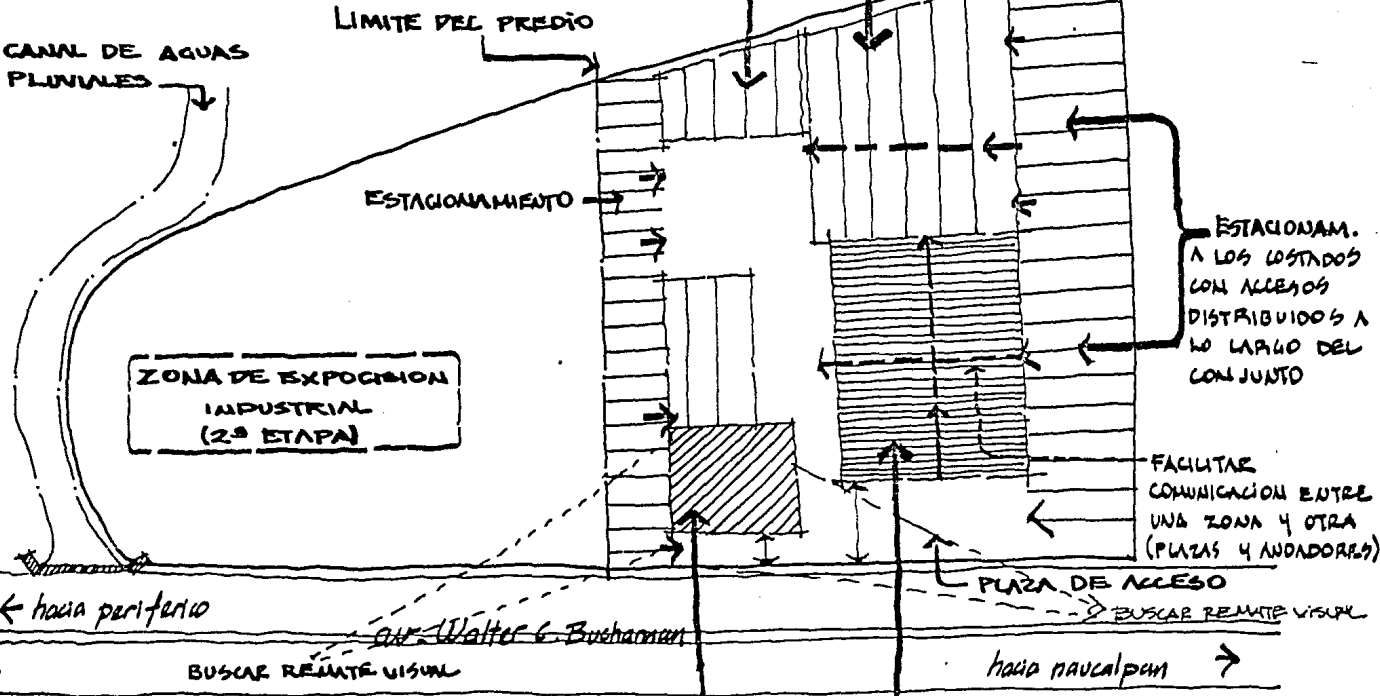 LIMITE DEL PREDIO
CANAL DE AGUAS
PLUVIALES
ESTACIONAMIENTO
ESTACIONAM.
A LOS COSTADOS
CON ACCESOS
DISTRIBUIDOS A
LO LARGO DEL
CONJUNTO
ZONA DE EXPOCISION
INDUSTRIAL
(2ª ETAPA)
FACILITAR
COMUNICACION ENTRE
UNA ZONA Y OTRA
(PLAZAS Y ANDADORES)
PLAZA DE ACCESO
← hacia periferico
BUSCAR REMATE VISUAL
av. Walter C. Buchaman
BUSCAR REMATE VISUAL
hacia naucalpan →